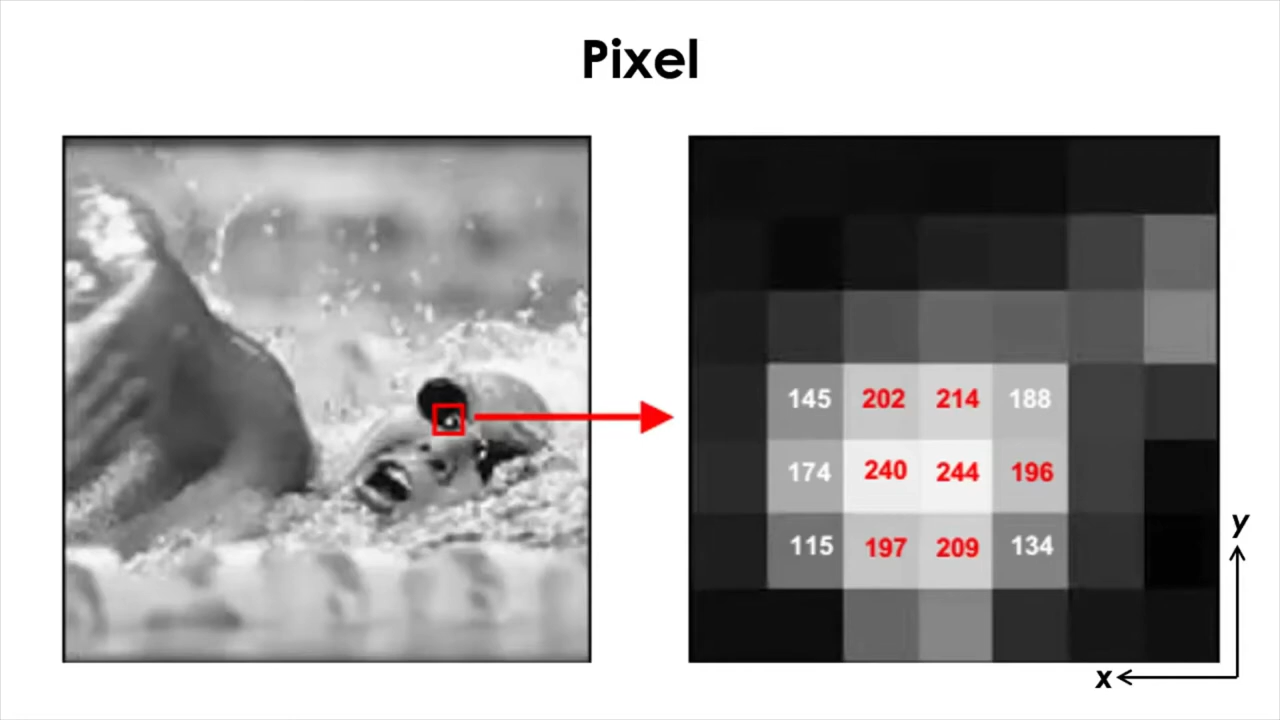 Pixel
145 202 214 188
174 240 244 196
115 197 209 134
y
x